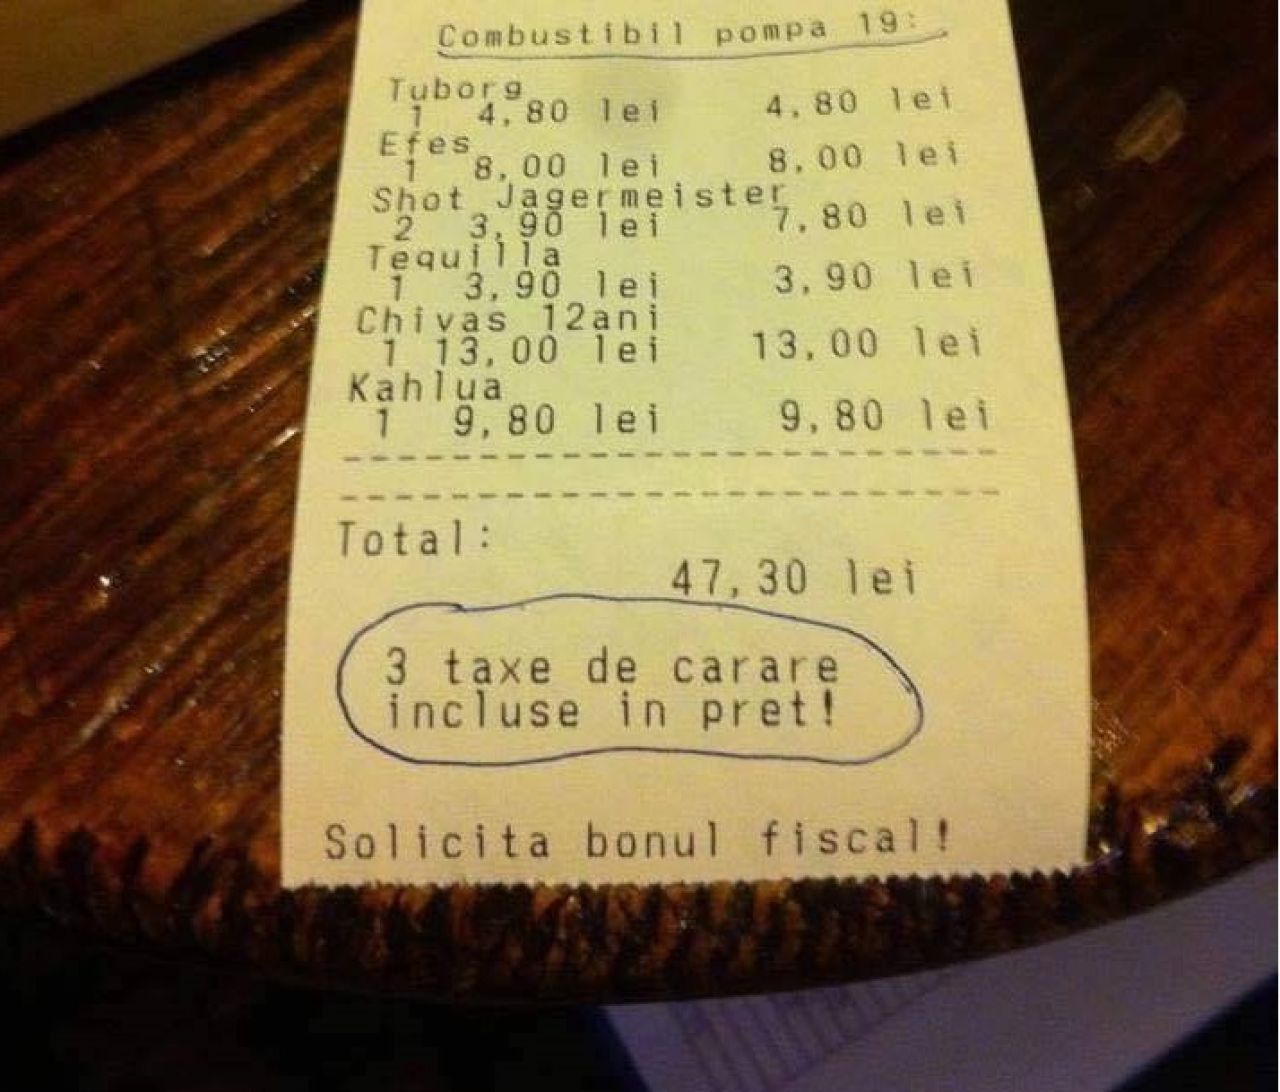 Combustibil pompa 19:
Tuborg
1 4,80 lei 4,80 lei
Efes
1 8,00 lei 8,00 lei
Shot Jagermeister
2 3,90 lei 7,80 lei
Tequilla
1 3,90 lei 3,90 lei
Chivas 12ani
1 13,00 lei 13,00 lei
Kahlua
1 9,80 lei 9,80 lei
Total:
47,30 lei
3 taxe de carare
incluse in pret!
Solicita bonul fiscal!